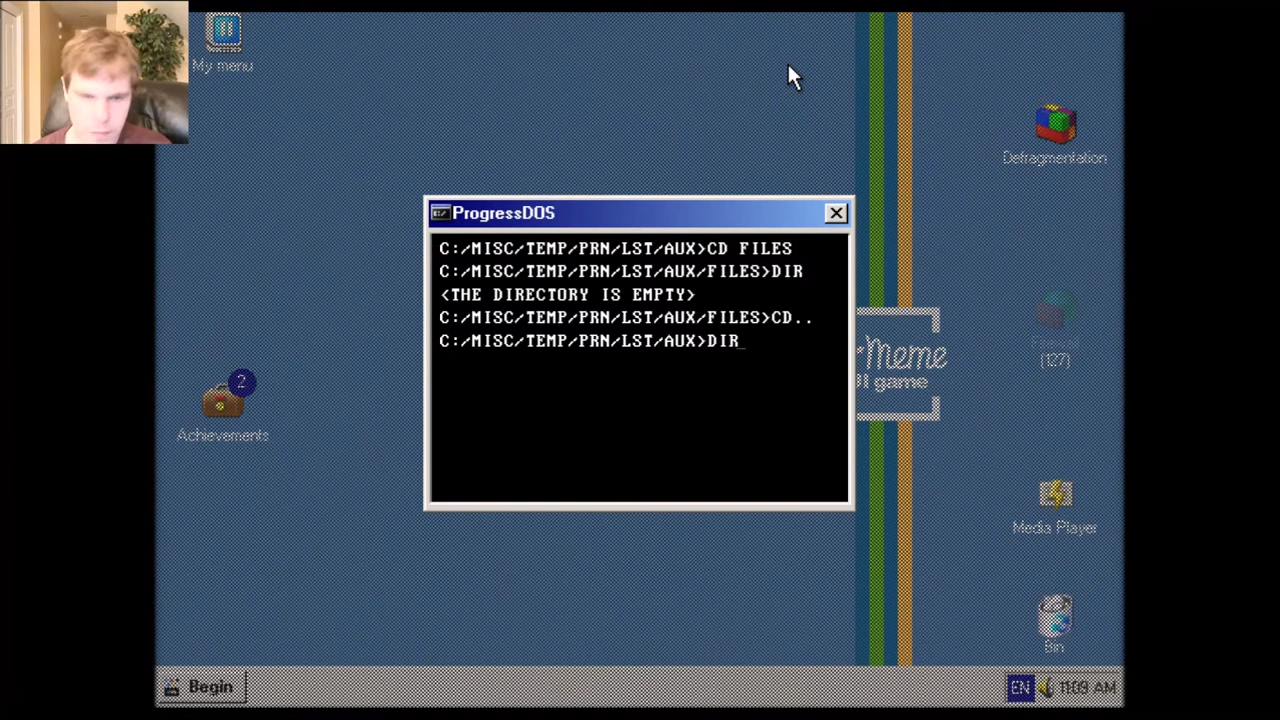 My menu
Defragmentation
ProgressDOS
C:/MISC/TEMP/PRN/LST/AUX>CD FILES
C:/MISC/TEMP/PRN/LST/AUX/FILES>DIR
<THE DIRECTORY IS EMPTY>
C:/MISC/TEMP/PRN/LST/AUX/FILES>CD..
C:/MISC/TEMP/PRN/LST/AUX>DIR_
Firewall
(127)
Meme
game
2
Achievements
Media Player
Bin
Begin
EN
11:09 AM